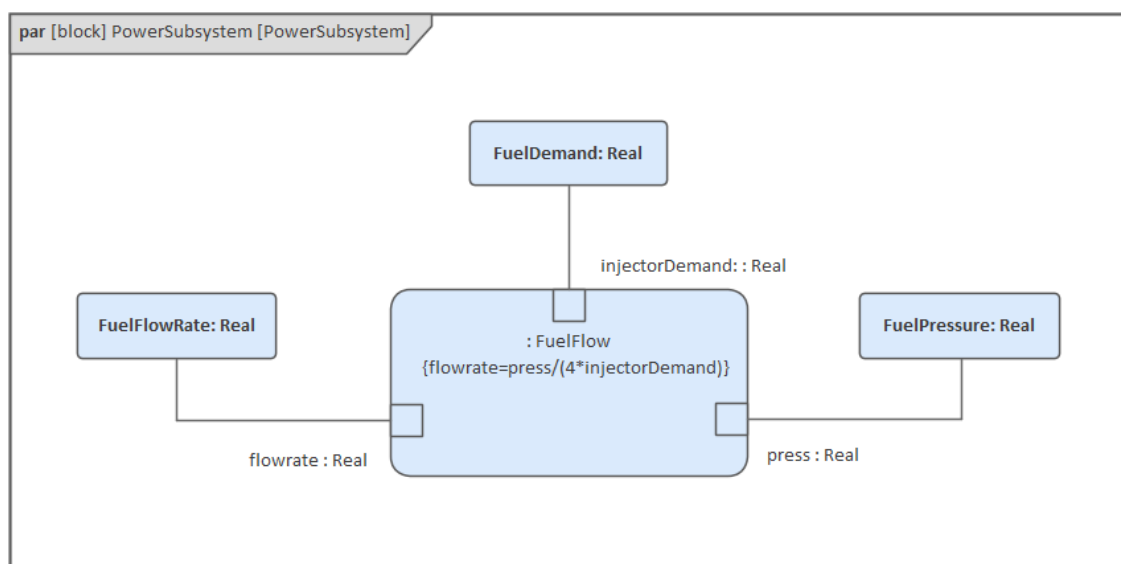 par [block] PowerSubsystem [PowerSubsystem]
FuelDemand: Real
injectorDemand: : Real
FuelFlowRate: Real
FuelPressure: Real
: FuelFlow
{flowrate=press/(4*injectorDemand)}
flowrate : Real
press : Real